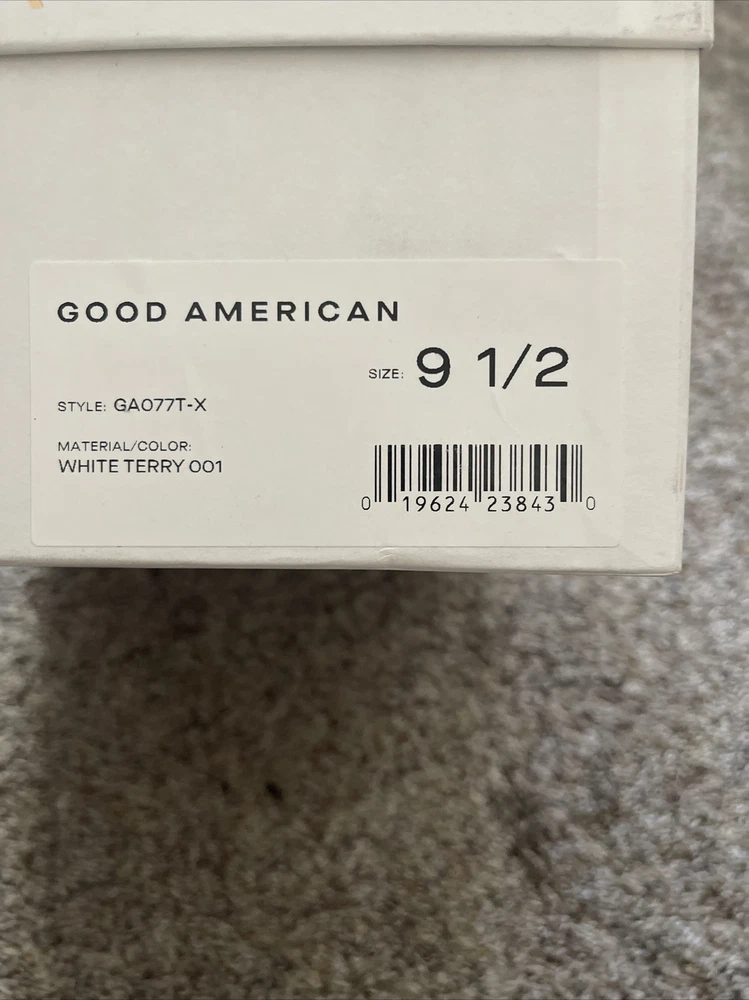 GOOD AMERICAN
SIZE: 9 1/2
STYLE: GA077T-X
MATERIAL/COLOR:
WHITE TERRY 001
0 19624 23843 0